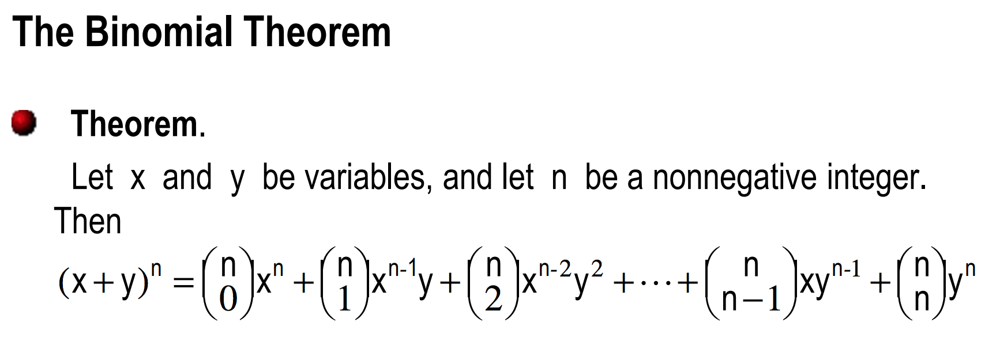 The Binomial Theorem
Theorem.
Let x and y be variables, and let n be a nonnegative integer.
Then
$(x+y)^n = \binom{n}{0}x^n + \binom{n}{1}x^{n-1}y + \binom{n}{2}x^{n-2}y^2 + \cdots + \binom{n}{n-1}xy^{n-1} + \binom{n}{n}y^n$